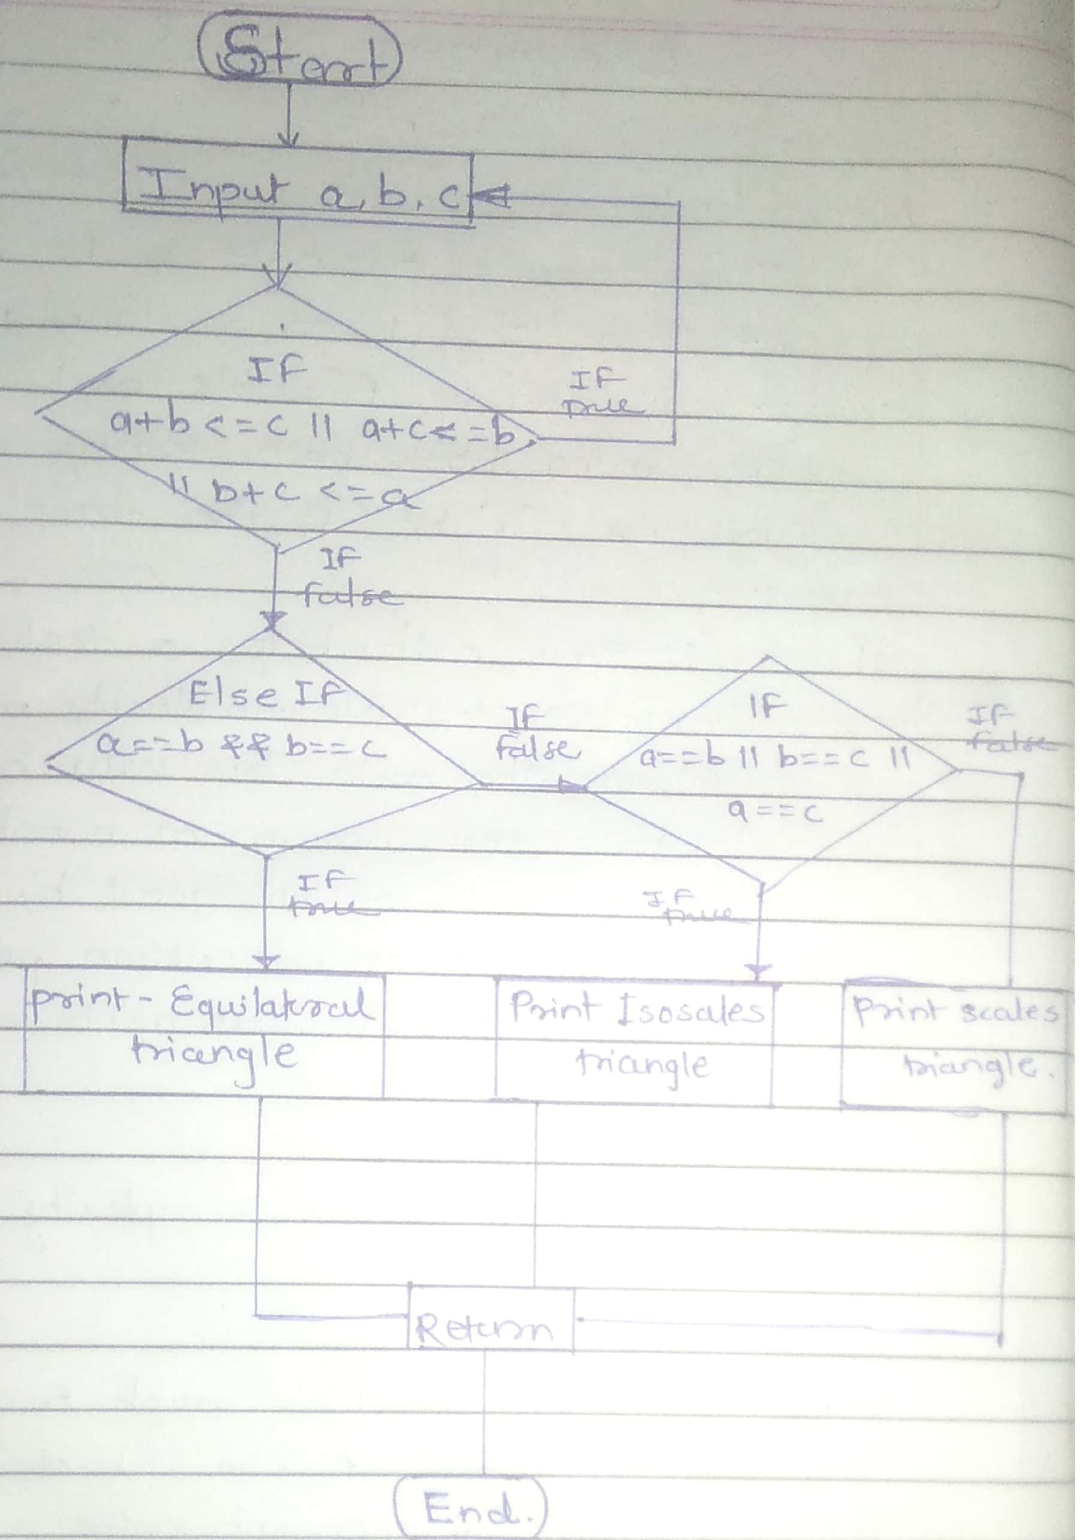 Start
Input a, b, c
IF
a+b <= c || a+c <= b
|| b+c <= a
IF
true
IF
false
Else IF
a==b && b==c
IF
false
IF
a==b || b==c ||
a==c
IF
false
IF
true
IF
true
print - Equilateral
triangle
Print Isosales
triangle
Print scales
triangle.
Return
End.